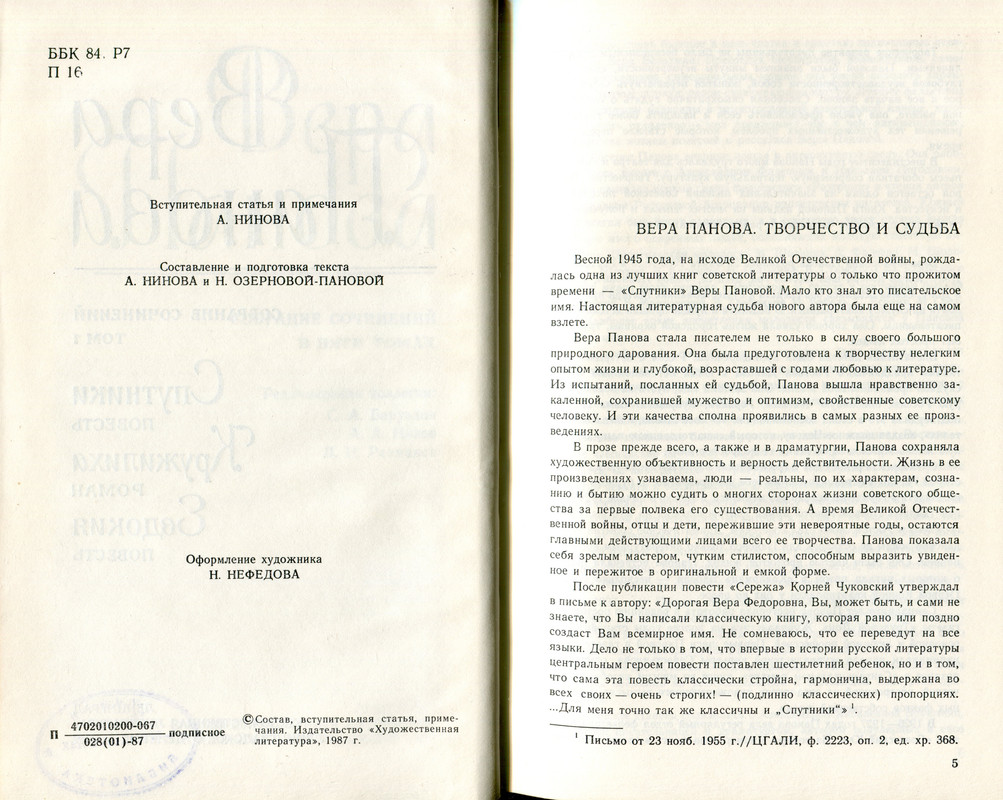 ББК 84. Р7
П 16
Вступительная статья и примечания
А. НИНОВА
Составление и подготовка текста
А. НИНОВА и Н. ОЗЕРНОВОЙ-ПАНОВОЙ
Оформление художника
Н. НЕФЕДОВА
П 4702010200-067 подписное
028(01)-87
© Состав, вступительная статья, приме-
чания. Издательство «Художественная
литература», 1987 г.
ВЕРА ПАНОВА. ТВОРЧЕСТВО И СУДЬБА
Весной 1945 года, на исходе Великой Отечественной войны, рожда-
лась одна из лучших книг советской литературы о только что прожитом
времени — «Спутники» Веры Пановой. Мало кто знал это писательское
имя. Настоящая литературная судьба нового автора была еще на самом
взлете.
Вера Панова стала писателем не только в силу своего большого
природного дарования. Она была предуготовлена к творчеству нелегким
опытом жизни и глубокой, возраставшей с годами любовью к литературе.
Из испытаний, посланных ей судьбой, Панова вышла нравственно за-
каленной, сохранившей мужество и оптимизм, свойственные советскому
человеку. И эти качества сполна проявились в самых разных ее произ-
ведениях.
В прозе прежде всего, а также и в драматургии, Панова сохраняла
художественную объективность и верность действительности. Жизнь в ее
произведениях узнаваема, люди — реальны, по их характерам, созна-
нию и бытию можно судить о многих сторонах жизни советского обще-
ства за первые полвека его существования. А время Великой Отечест-
венной войны, отцы и дети, пережившие эти невероятные годы, остаются
главными действующими лицами всего ее творчества. Панова показала
себя зрелым мастером, чутким стилистом, способным выразить увиден-
ное и пережитое в оригинальной и емкой форме.
После публикации повести «Сережа» Корней Чуковский утверждал
в письме к автору: «Дорогая Вера Федоровна, Вы, может быть, и сами не
знаете, что Вы написали классическую книгу, которая рано или поздно
создаст Вам всемирное имя. Не сомневаюсь, что ее переведут на все
языки. Дело не только в том, что впервые в истории русской литературы
центральным героем повести поставлен шестилетний ребенок, но и в том,
что сама эта повесть классически стройна, гармонична, выдержана во
всех своих — очень строгих! — (подлинно классических) пропорциях.
...Для меня точно так же классичны и „Спутники“» ¹.
¹ Письмо от 23 нояб. 1955 г.//ЦГАЛИ, ф. 2223, оп. 2, ед. хр. 368.
5